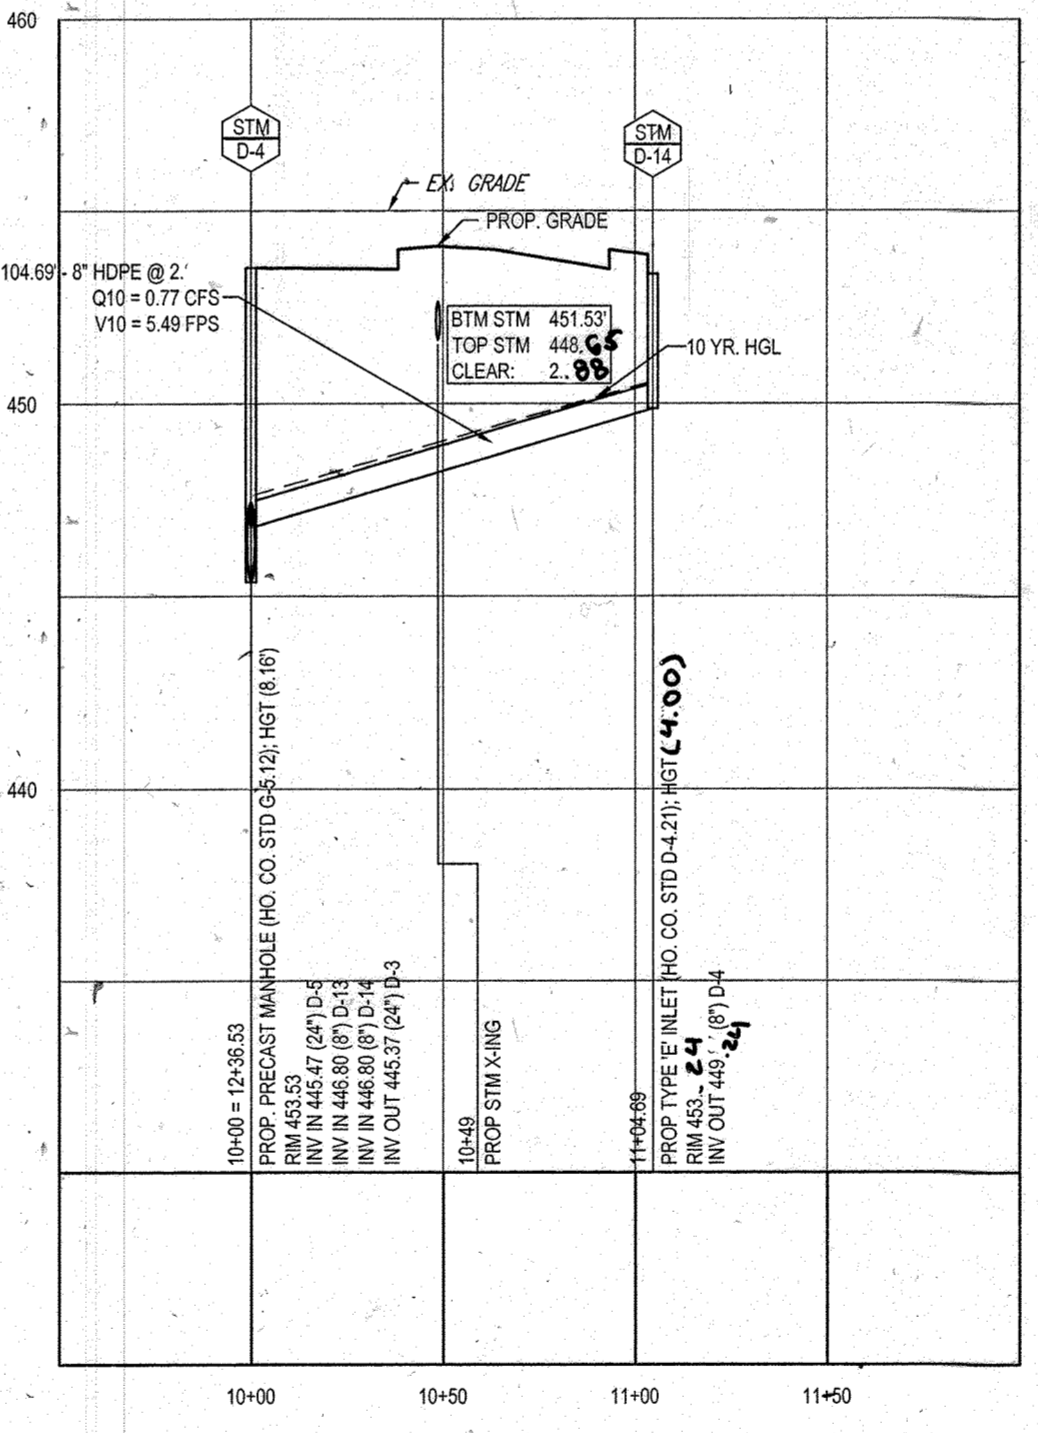 460
STM
D-4
STM
D-14
EX. GRADE
PROP. GRADE
104.69' - 8" HDPE @ 2.
Q10 = 0.77 CFS
V10 = 5.49 FPS
BTM STM 451.53'
TOP STM 448.65
CLEAR: 2..88
10 YR. HGL
450
440
10+00 = 12+36.53
PROP. PRECAST MANHOLE (HO. CO. STD G-5.12); HGT (8.16')
RIM 453.53
INV IN 445.47 (24") D-5
INV IN 446.80 (8") D-13
INV IN 446.80 (8") D-14
INV OUT 445.37 (24") D-3
10+49
PROP STM X-ING
11+04.69
PROP TYPE 'E' INLET (HO. CO. STD D-4.21); HGT (4.00)
RIM 453.. 24
INV OUT 449.24 (8") D-4
10+00
10+50
11+00
11+50